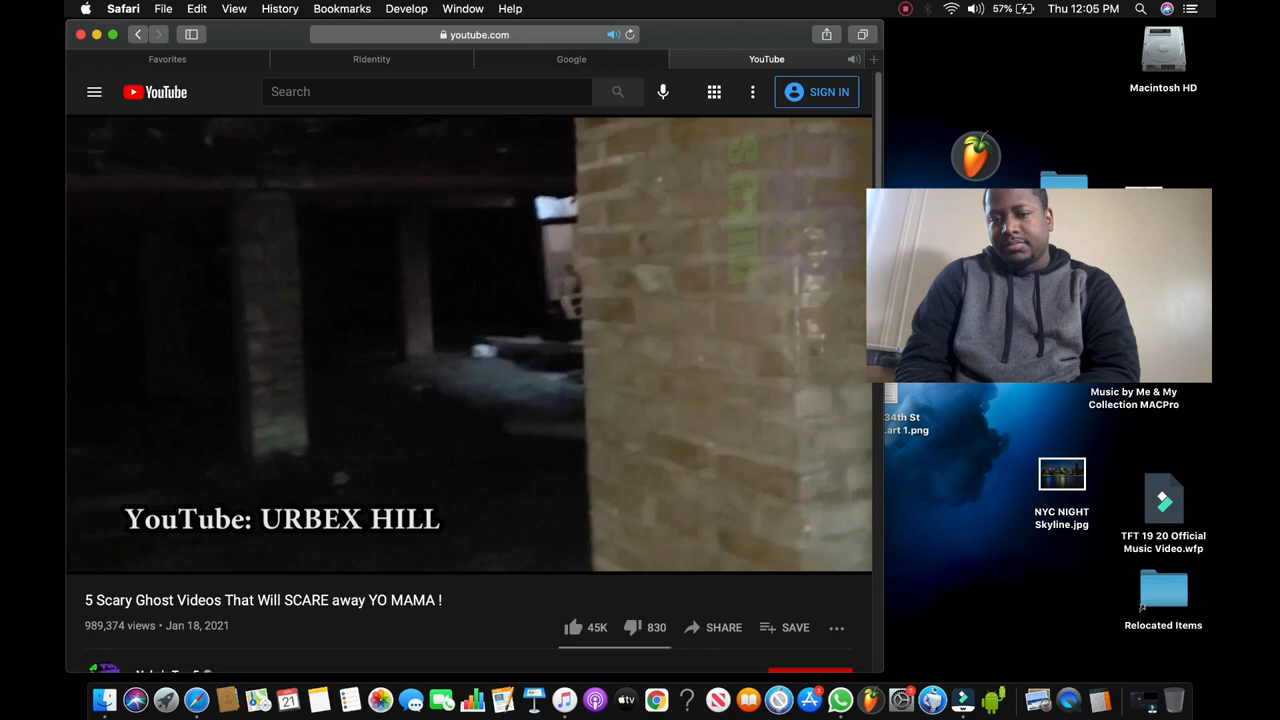 Safari File Edit View History Bookmarks Develop Window Help
57% Thu 12:05 PM
youtube.com
Favorites RIdentity Google YouTube
YouTube Search SIGN IN
Macintosh HD
YouTube: URBEX HILL
Music by Me & My
Collection MACPro
34th St
.art 1.png
NYC NIGHT
Skyline.jpg
TFT 19 20 Official
Music Video.wfp
5 Scary Ghost Videos That Will SCARE away YO MAMA !
989,374 views • Jan 18, 2021
45K 830 SHARE SAVE
Relocated Items
21
tv